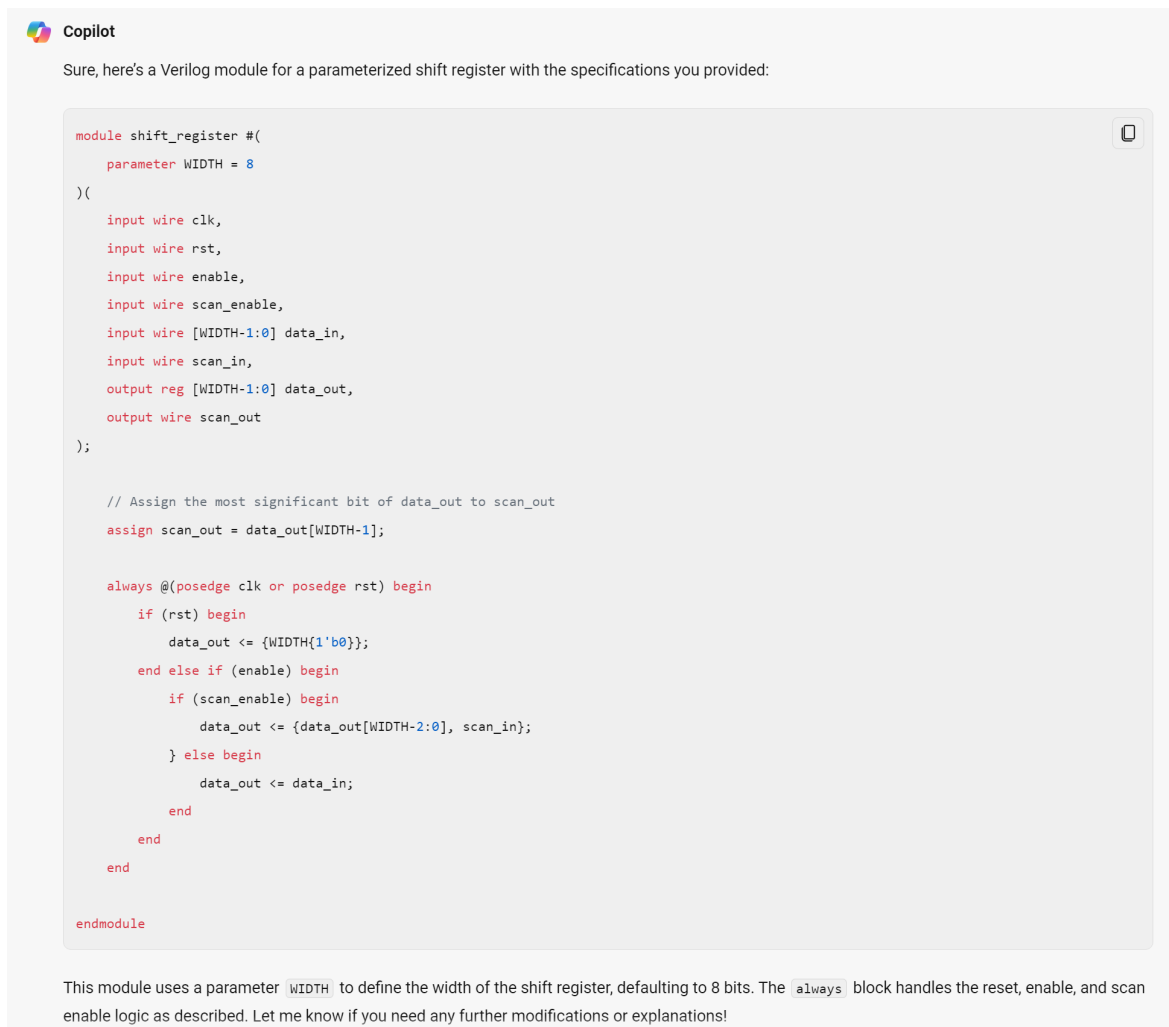 Copilot
Sure, here’s a Verilog module for a parameterized shift register with the specifications you provided:
module shift_register #(
    parameter WIDTH = 8
)(
    input wire clk,
    input wire rst,
    input wire enable,
    input wire scan_enable,
    input wire [WIDTH-1:0] data_in,
    input wire scan_in,
    output reg [WIDTH-1:0] data_out,
    output wire scan_out
);
    // Assign the most significant bit of data_out to scan_out
    assign scan_out = data_out[WIDTH-1];
    always @(posedge clk or posedge rst) begin
        if (rst) begin
            data_out <= {WIDTH{1'b0}};
        end else if (enable) begin
            if (scan_enable) begin
                data_out <= {data_out[WIDTH-2:0], scan_in};
            } else begin
                data_out <= data_in;
            end
        end
    end
endmodule
This module uses a parameter WIDTH to define the width of the shift register, defaulting to 8 bits. The always block handles the reset, enable, and scan
enable logic as described. Let me know if you need any further modifications or explanations!